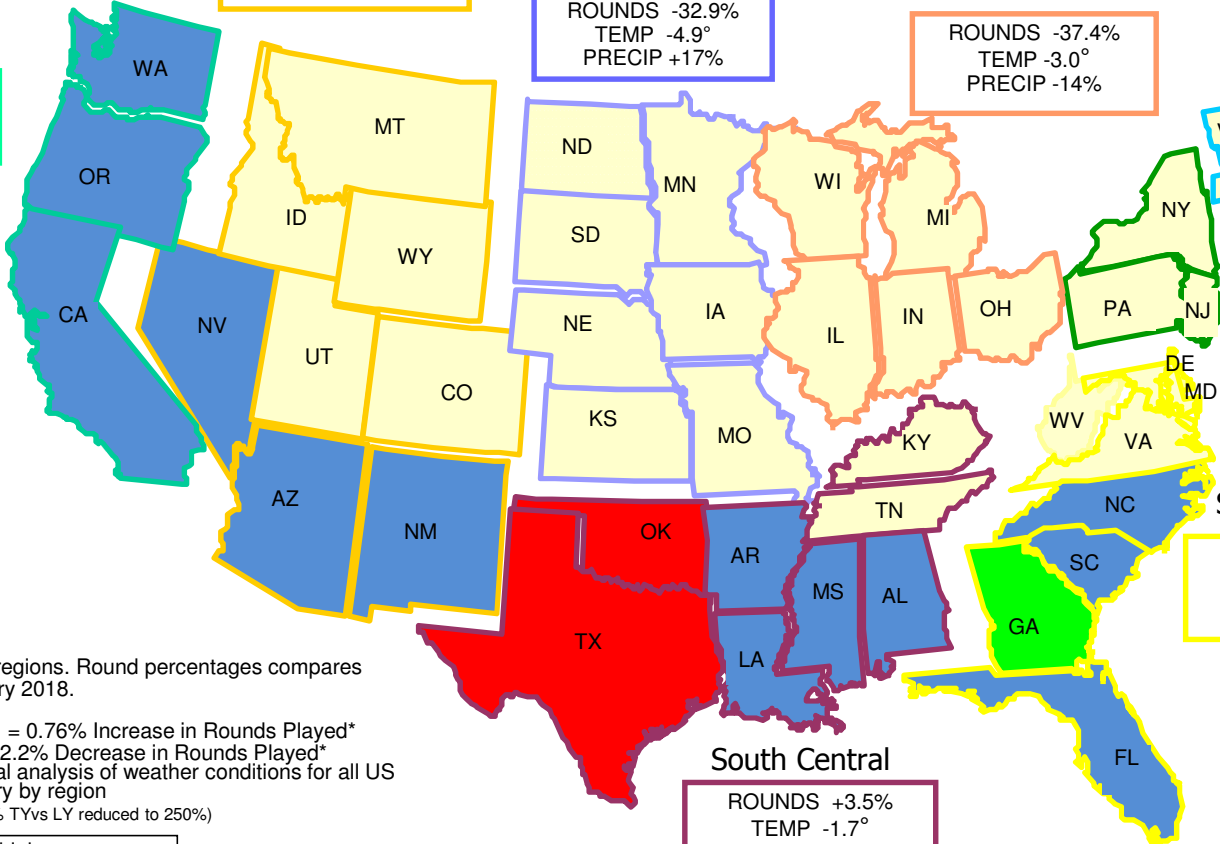 ROUNDS -32.9%
TEMP -4.9°
PRECIP +17%
ROUNDS -37.4%
TEMP -3.0°
PRECIP -14%
WA
MT
ND
MN
WI
OR
ID
SD
MI
NY
WY
CA
NV
UT
NE
IA
IL
IN
OH
PA
NJ
CO
KS
MO
KY
DE
MD
WV
VA
AZ
NM
OK
AR
TN
NC
TX
MS
AL
SC
GA
LA
FL
regions. Round percentages compares
ry 2018.
= 0.76% Increase in Rounds Played*
2.2% Decrease in Rounds Played*
al analysis of weather conditions for all US
ry by region
% TYvs LY reduced to 250%)
South Central
ROUNDS +3.5%
TEMP -1.7°